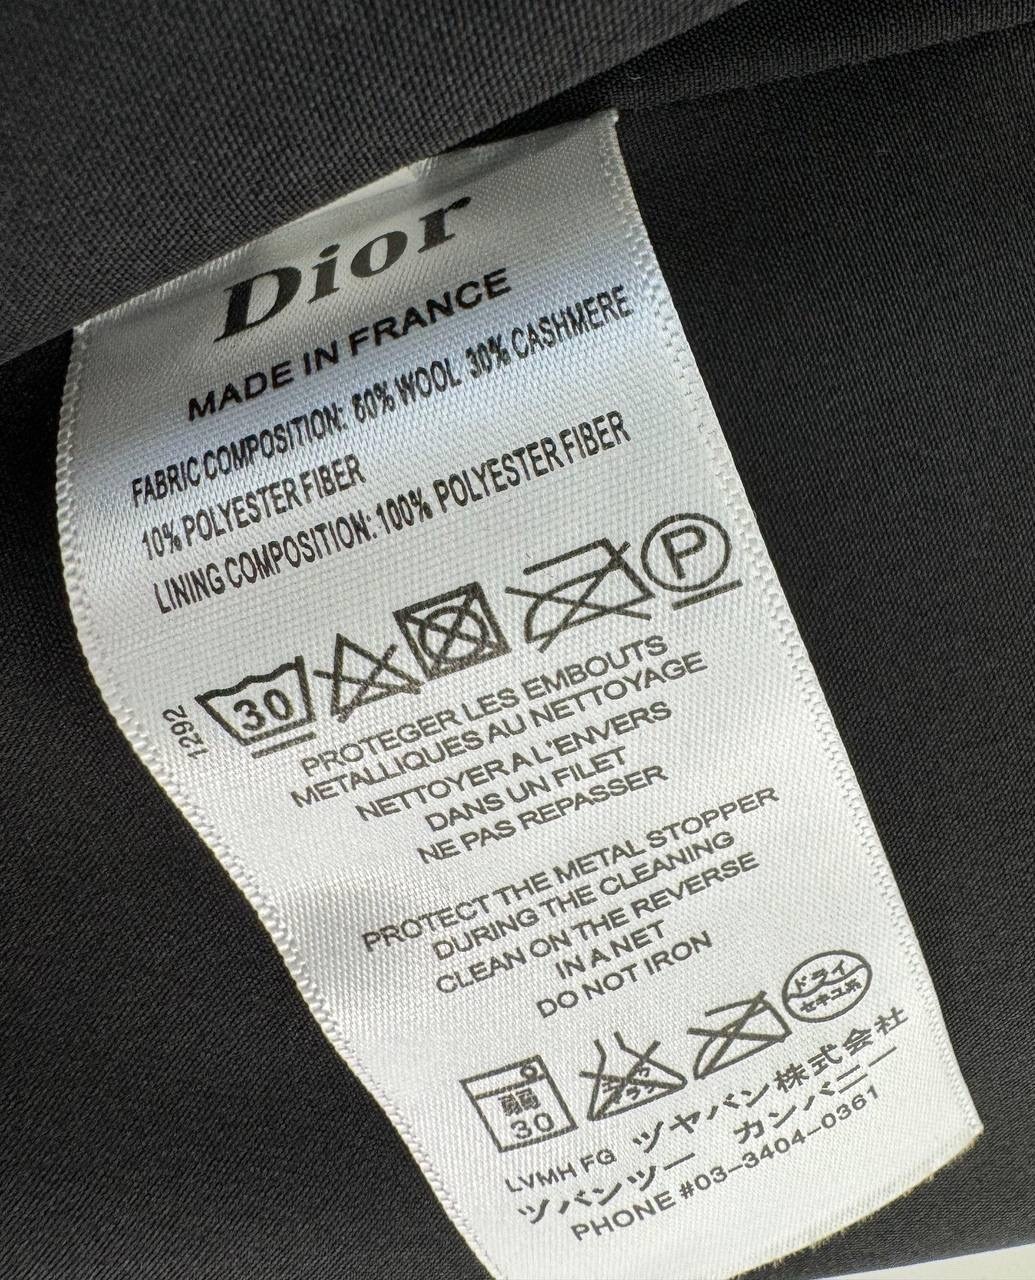 Dior
MADE IN FRANCE
FABRIC COMPOSITION: 60% WOOL 30% CASHMERE
10% POLYESTER FIBER
LINING COMPOSITION: 100% POLYESTER FIBER
P
30
1292
PROTEGER LES EMBOUTS
METALLIQUES AU NETTOYAGE
NETTOYER A L'ENVERS
DANS UN FILET
NE PAS REPASSER
PROTECT THE METAL STOPPER
DURING THE CLEANING
CLEAN ON THE REVERSE
IN A NET
DO NOT IRON
ドライ
セキユ系
30
LVMH FG ヅヤバン株式会社
ヅバンツー カンバニー
PHONE #03-3404-0361